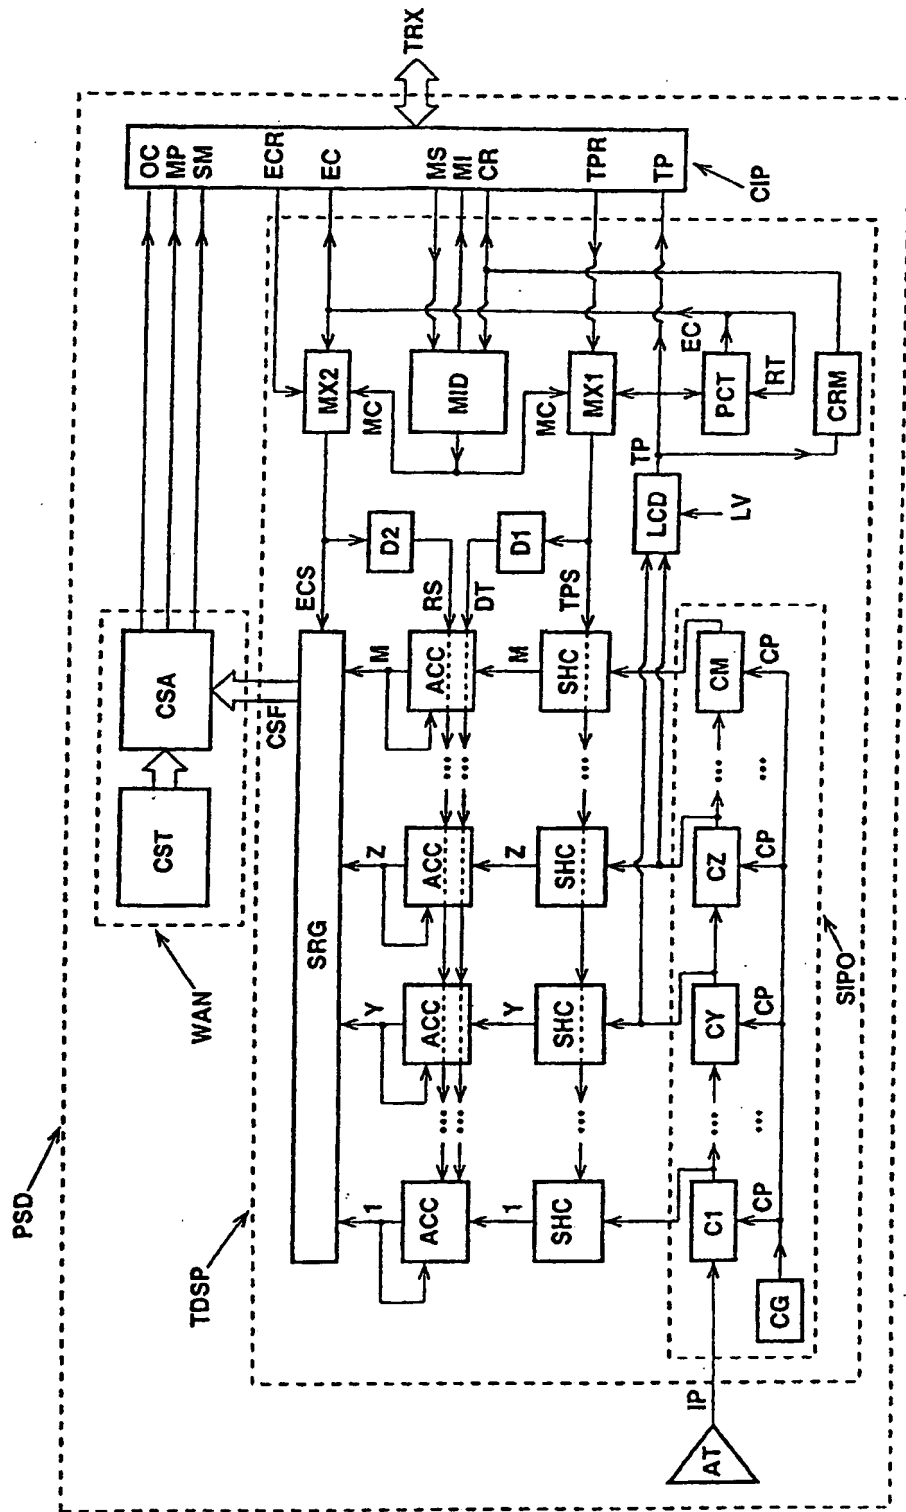 PSD
OC
CST CSA
MP
WAN
TDSP
SM
CSF
ECR
ECS
SRG
MX2
EC
1 Y Z M
MC
D2
TRX
RS
ACC ACC ... ACC ... ACC
MS
MID
MI
DT
CR
1 Y Z M
D1
MC
SHC ... SHC SHC ... SHC
TPS
MX1
TPR
TP
LCD
TP
IP
EC
AT
C1 ... CY CZ ... CM
PCT
LV
CIP
CP ... CP CP ... CP
RT
CG
CRM
SIPO